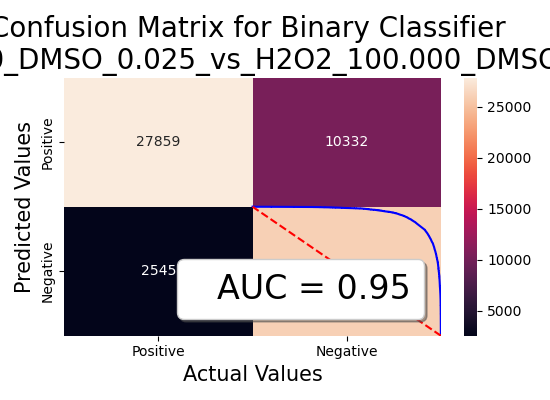 Confusion Matrix for Binary Classifier
0_DMSO_0.025_vs_H2O2_100.000_DMSO
Predicted Values
Positive
Negative
27859
10332
2545
AUC = 0.95
Positive
Negative
Actual Values
25000
20000
15000
10000
5000